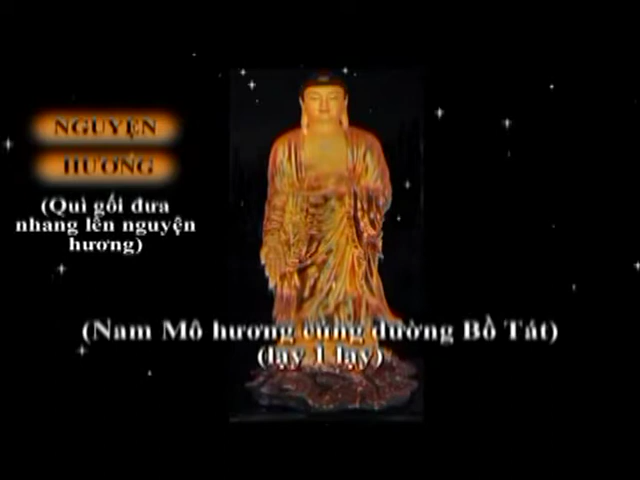 NGUYỆN
HƯƠNG
(Quì gối đưa
nhang lên nguyện
hương)
(Nam Mô hương cúng dường Bồ Tát)
(lạy 1 lạy)